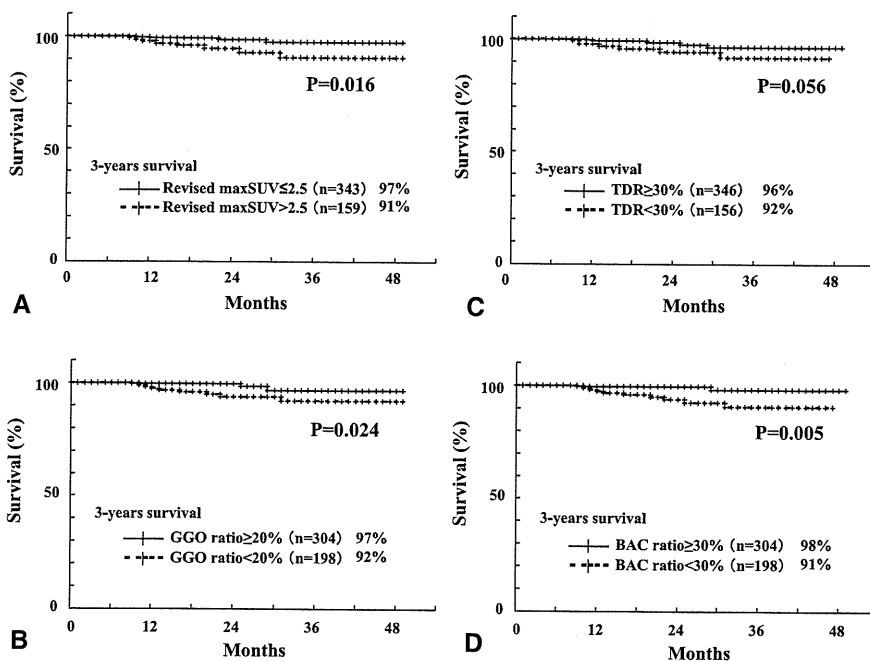 100
50
0
Survival (%)
P=0.016
3-years survival
Revised maxSUV≤2.5 (n=343) 97%
Revised maxSUV>2.5 (n=159) 91%
0 12 24 36 48
Months
A
100
50
0
Survival (%)
P=0.056
3-years survival
TDR≥30% (n=346) 96%
TDR<30% (n=156) 92%
0 12 24 36 48
Months
C
100
50
0
Survival (%)
P=0.024
3-years survival
GGO ratio≥20% (n=304) 97%
GGO ratio<20% (n=198) 92%
0 12 24 36 48
Months
B
100
50
0
Survival (%)
P=0.005
3-years survival
BAC ratio≥30% (n=304) 98%
BAC ratio<30% (n=198) 91%
0 12 24 36 48
Months
D